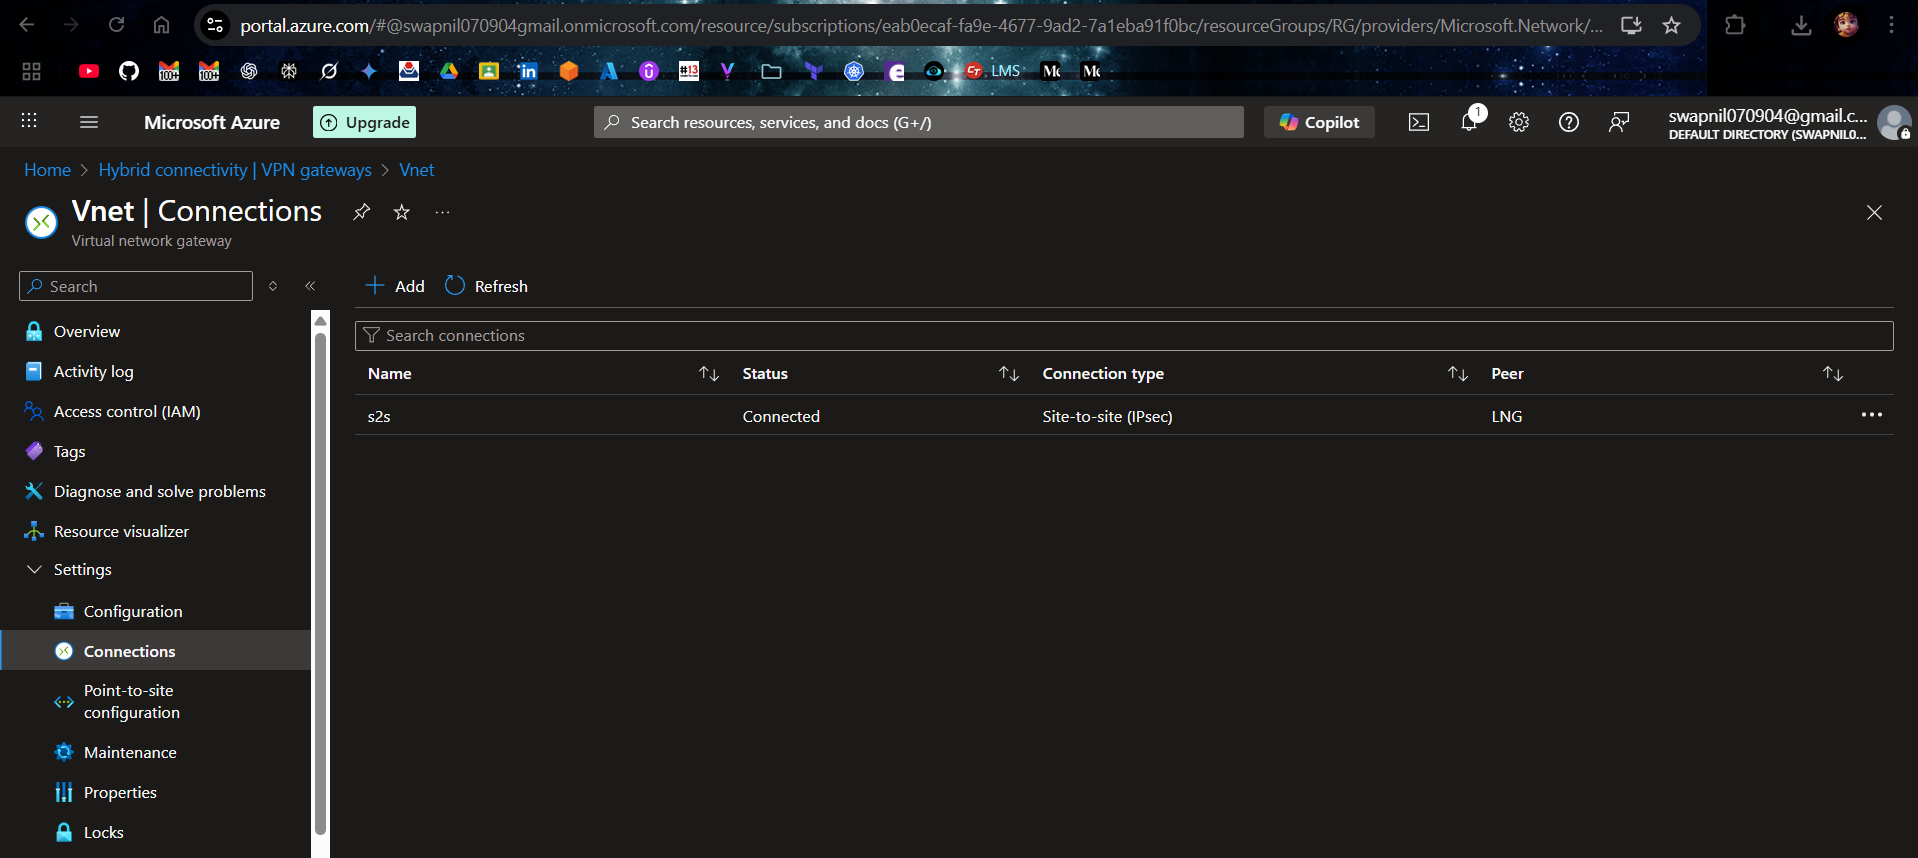 portal.azure.com/#@swapnil070904gmail.onmicrosoft.com/resource/subscriptions/eab0ecaf-fa9e-4677-9ad2-7a1eba91f0bc/resourceGroups/RG/providers/Microsoft.Network/...
100+
100+
#13
CT LMS
Microsoft Azure
Upgrade
Search resources, services, and docs (G+/)
Copilot
1
swapnil070904@gmail.c...
DEFAULT DIRECTORY (SWAPNIL0...
Home > Hybrid connectivity | VPN gateways > Vnet
Vnet | Connections
Virtual network gateway
Search
Overview
Activity log
Access control (IAM)
Tags
Diagnose and solve problems
Resource visualizer
Settings
Configuration
Connections
Point-to-site
configuration
Maintenance
Properties
Locks
Add
Refresh
Search connections
Name Status Connection type Peer
s2s Connected Site-to-site (IPsec) LNG